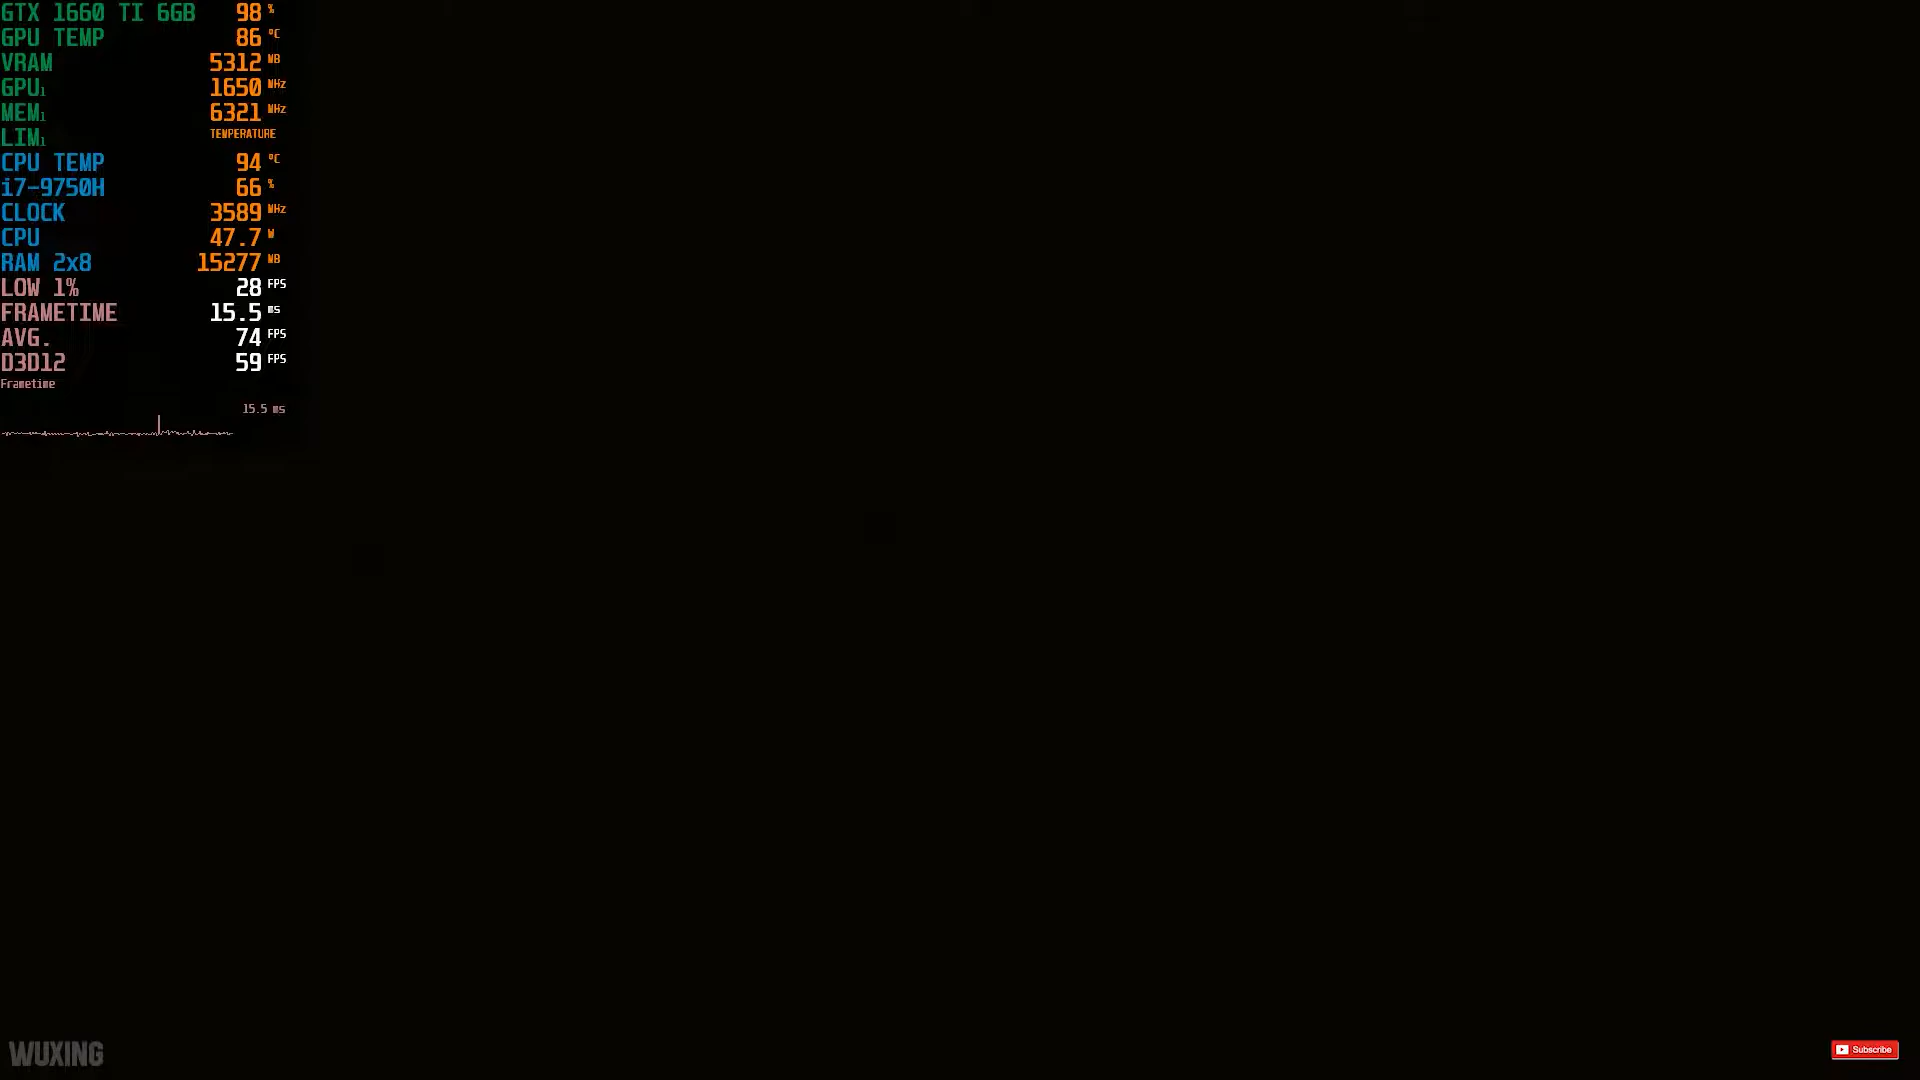 GTX 1660 TI 6GB 98 %
GPU TEMP 86 °C
VRAM 5312 MB
GPU1 1650 MHz
MEM1 6321 MHz
LIM1 TEMPERATURE
CPU TEMP 94 °C
i7-9750H 66 %
CLOCK 3589 MHz
CPU 47.7 W
RAM 2x8 15277 MB
LOW 1% 28 FPS
FRAMETIME 15.5 ms
AVG. 74 FPS
D3D12 59 FPS
Frametime
15.5 ms
WUXING
Subscribe